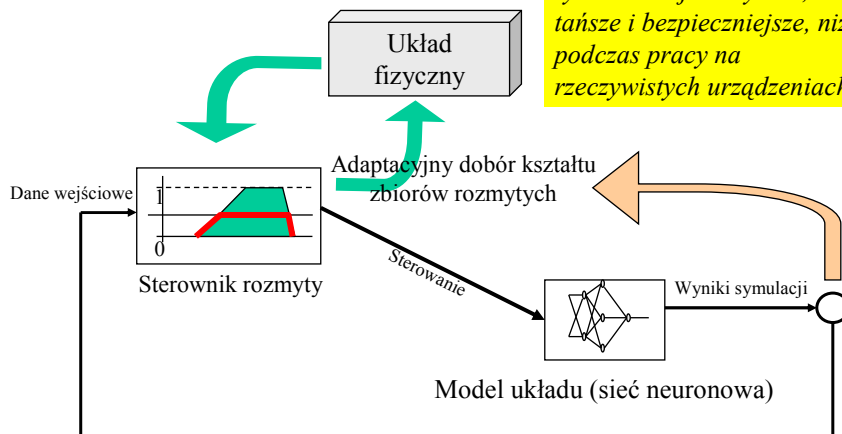 tańsze i bezpieczniejsze, niż
podczas pracy na
rzeczywistych urządzeniach
Układ
fizyczny
Adaptacyjny dobór kształtu
zbiorów rozmytych
Dane wejściowe
1
0
Sterownik rozmyty
Sterowanie
Wyniki symulacji
Model układu (sieć neuronowa)